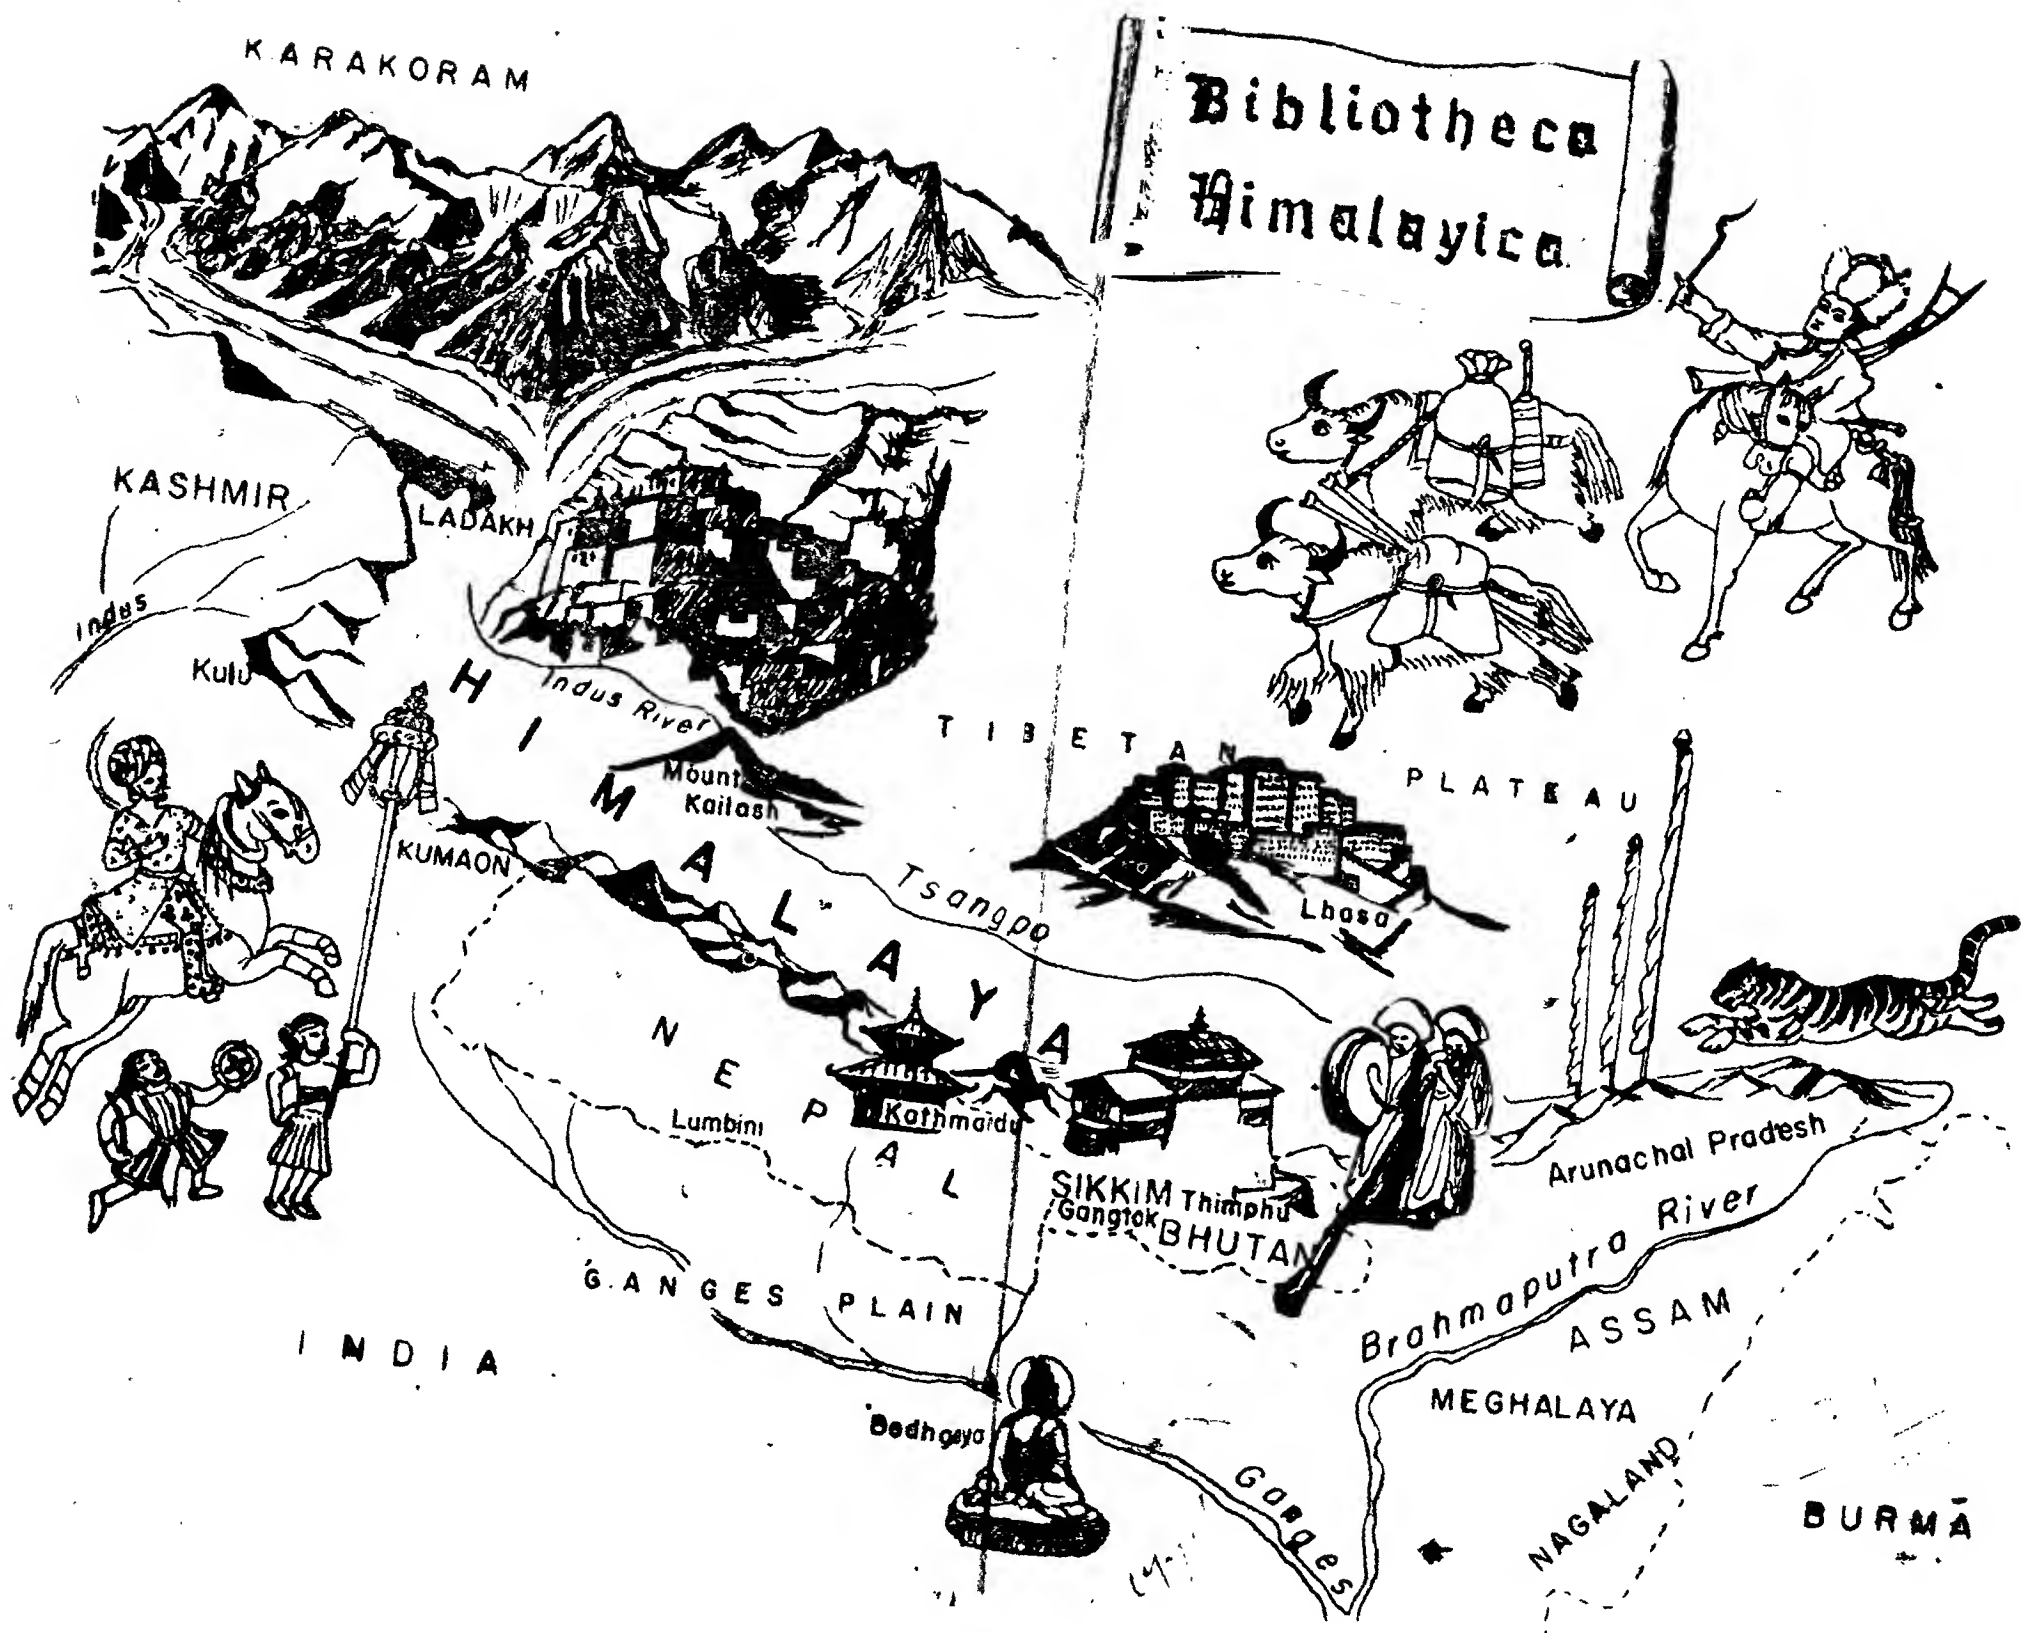 KARAKORAM
Bibliotheca
Himalayica
KASHMIR
LADAKH
Indus
Kulu
Indus River
HIMALAYA
TIBETAN PLATEAU
Mount
Kailash
KUMAON
Tsangpo
Lhasa
NEPAL
Lumbini
Kathmandu
SIKKIM
Thimphu
Gangtok
BHUTAN
Arunachal Pradesh
Brahmaputra River
GANGES PLAIN
ASSAM
INDIA
MEGHALAYA
Bodhgaya
Ganges
NAGALAND
BURMA